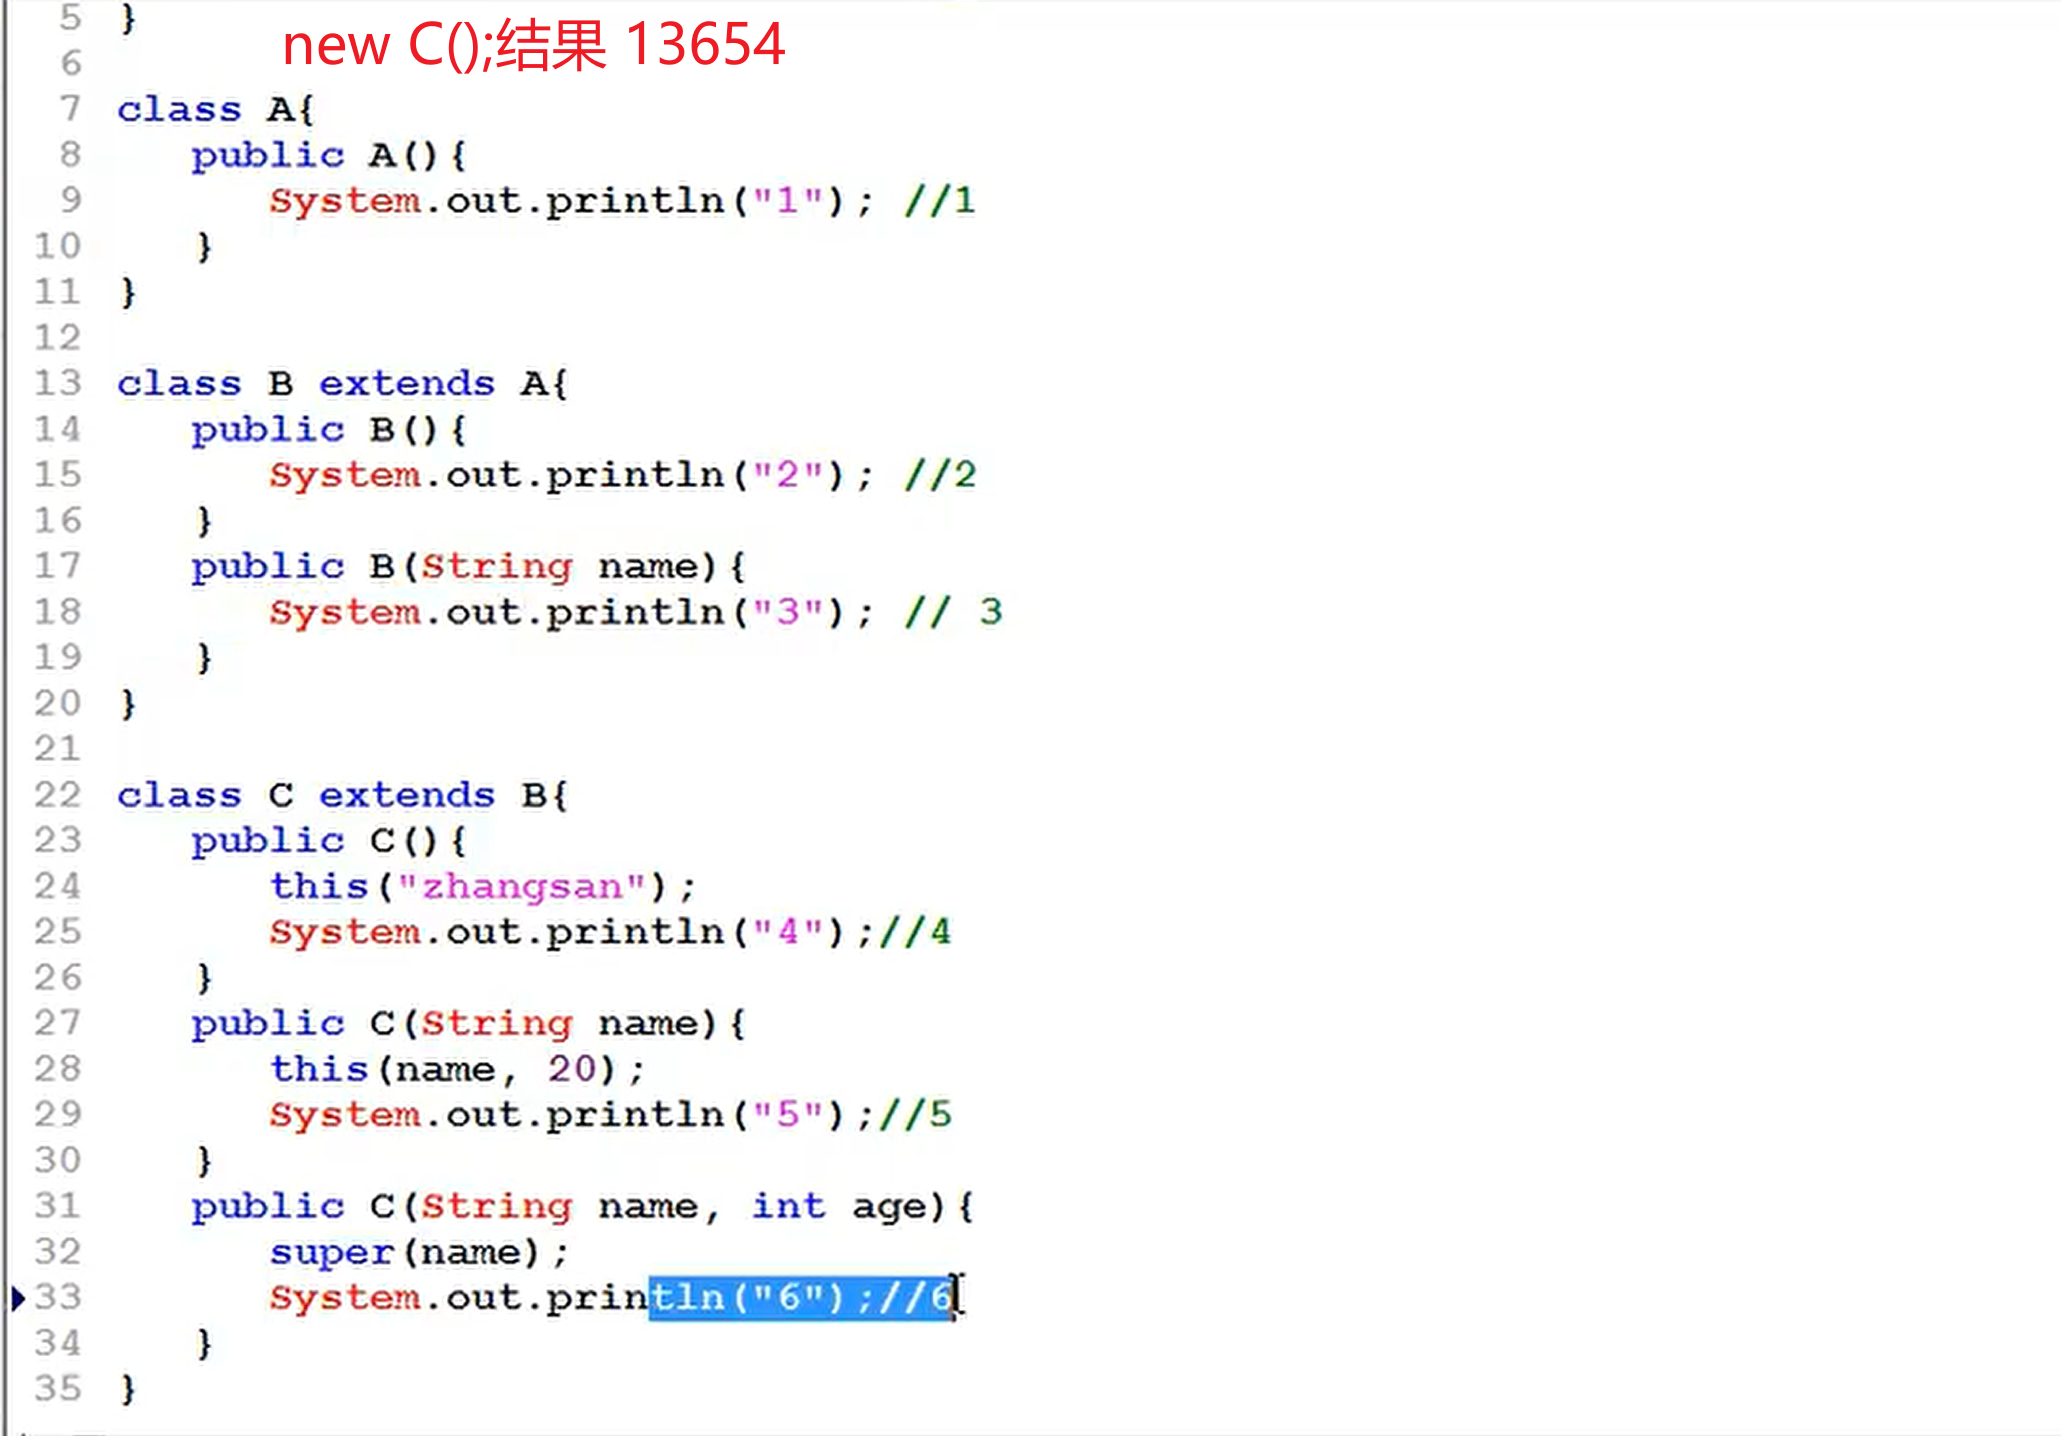 5 }
new C();结果 13654
6
7 class A{
8 public A(){
9 System.out.println("1"); //1
10 }
11 }
12
13 class B extends A{
14 public B(){
15 System.out.println("2"); //2
16 }
17 public B(String name){
18 System.out.println("3"); // 3
19 }
20 }
21
22 class C extends B{
23 public C(){
24 this("zhangsan");
25 System.out.println("4");//4
26 }
27 public C(String name){
28 this(name, 20);
29 System.out.println("5");//5
30 }
31 public C(String name, int age){
32 super(name);
33 System.out.println("6");//6
34 }
35 }